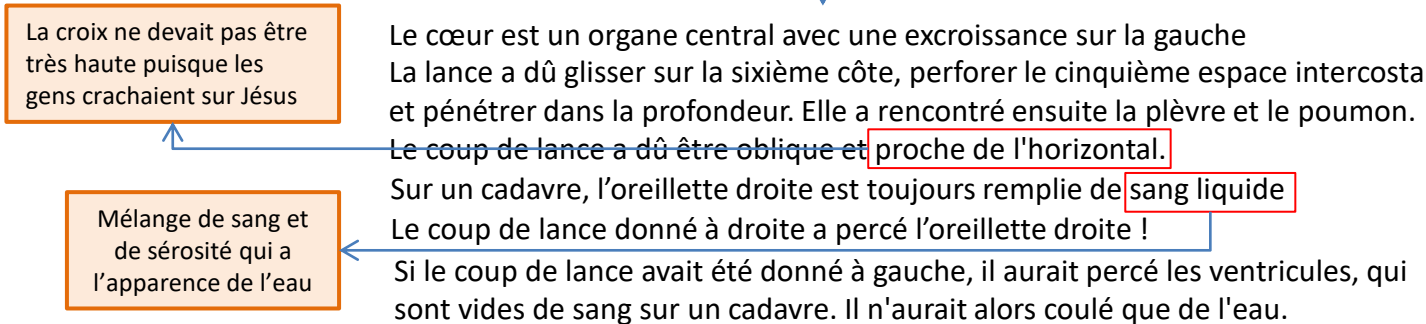 La croix ne devait pas être
très haute puisque les
gens crachaient sur Jésus
Le cœur est un organe central avec une excroissance sur la gauche
La lance a dû glisser sur la sixième côte, perforer le cinquième espace intercosta
et pénétrer dans la profondeur. Elle a rencontré ensuite la plèvre et le poumon.
Le coup de lance a dû être oblique et proche de l'horizontal.
Sur un cadavre, l’oreillette droite est toujours remplie de sang liquide
Mélange de sang et
de sérosité qui a
l’apparence de l’eau
Le coup de lance donné à droite a percé l’oreillette droite !
Si le coup de lance avait été donné à gauche, il aurait percé les ventricules, qui
sont vides de sang sur un cadavre. Il n'aurait alors coulé que de l'eau.